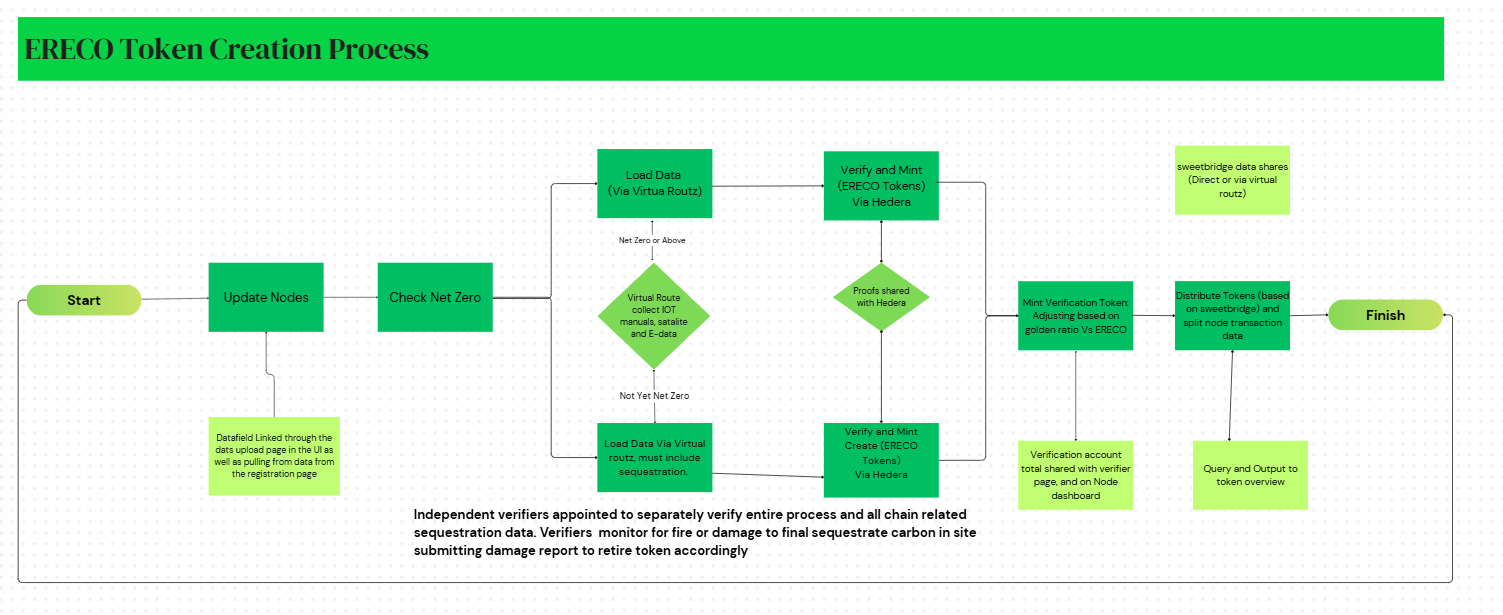 ERECO Token Creation Process
Start
Update Nodes
Datafield Linked through the
dats upload page in the UI as
well as pulling from data from
the registration page
Check Net Zero
Load Data
(Via Virtua Routz)
Net Zero or Above
Virtual Route
collect IOT
manuals, satalite
and E-data
Not Yet Net Zero
Load Data Via Virtual
routz, must include
sequestration.
Verify and Mint
(ERECO Tokens)
Via Hedera
Proofs shared
with Hedera
Verify and Mint
Create (ERECO
Tokens)
Via Hedera
Mint Verification Token:
Adjusting based on
golden ratio Vs ERECO
Verification account
total shared with verifier
page, and on Node
dashboard
sweetbridge data shares
(Direct or via virtual
routz)
Distribute Tokens (based
on sweetbridge) and
split node transaction
data
Query and Output to
token overview
Finish
Independent verifiers appointed to separately verify entire process and all chain related
sequestration data. Verifiers  monitor for fire or damage to final sequestrate carbon in site
submitting damage report to retire token accordingly